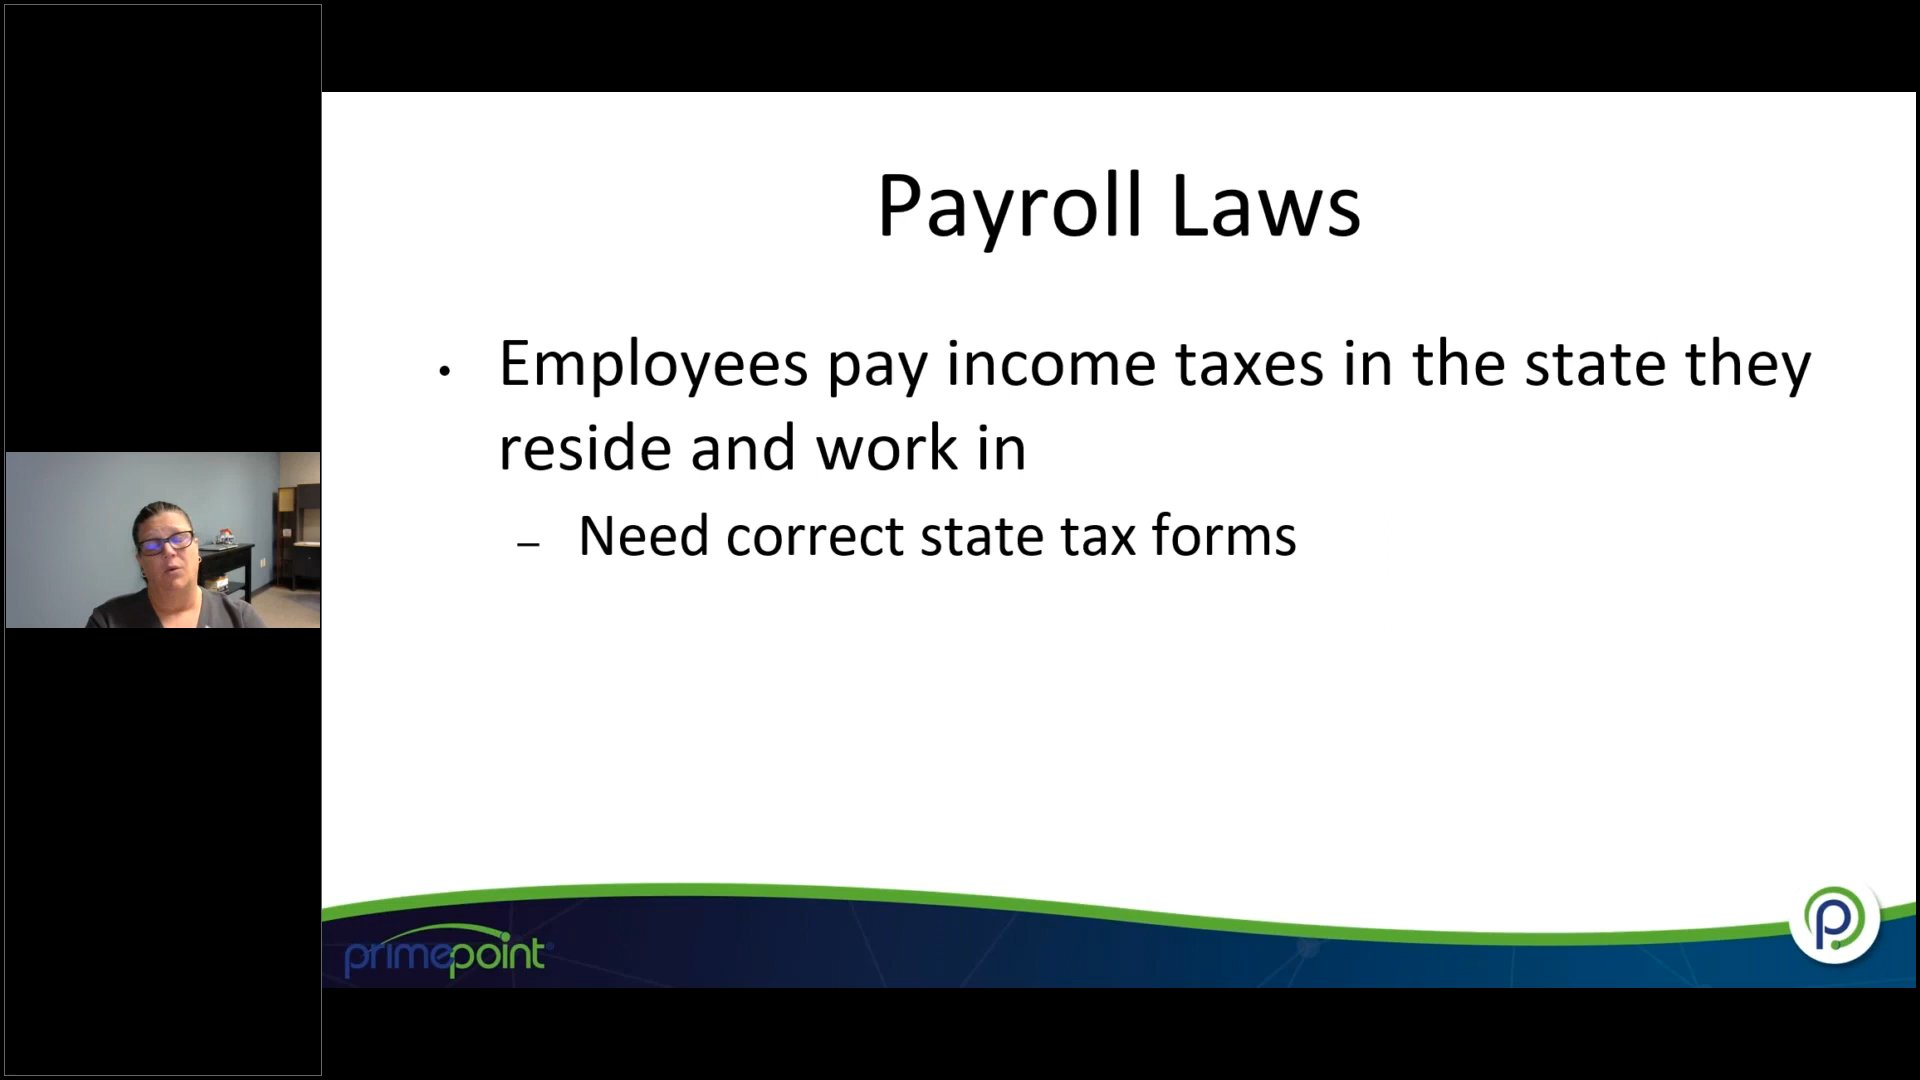 Payroll Laws
• Employees pay income taxes in the state they
reside and work in
– Need correct state tax forms
primepoint®
p